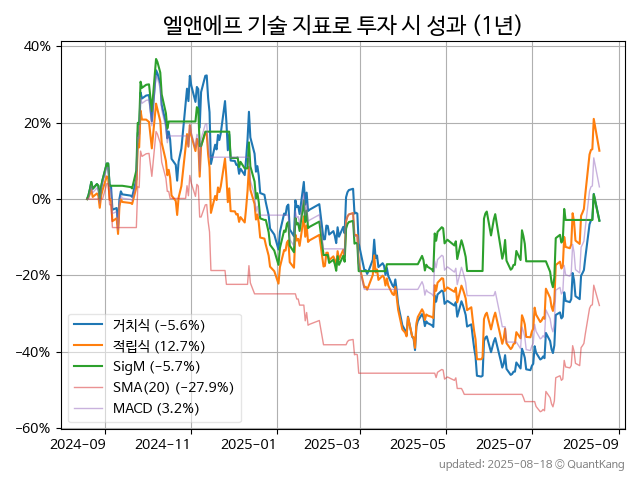 엘앤에프 기술 지표로 투자 시 성과 (1년)
40%
20%
0%
−20%
−40%
−60%
거치식 (−5.6%)
적립식 (12.7%)
SigM (−5.7%)
SMA(20) (−27.9%)
MACD (3.2%)
2024-09 2024-11 2025-01 2025-03 2025-05 2025-07 2025-09
updated: 2025-08-18 © QuantKang